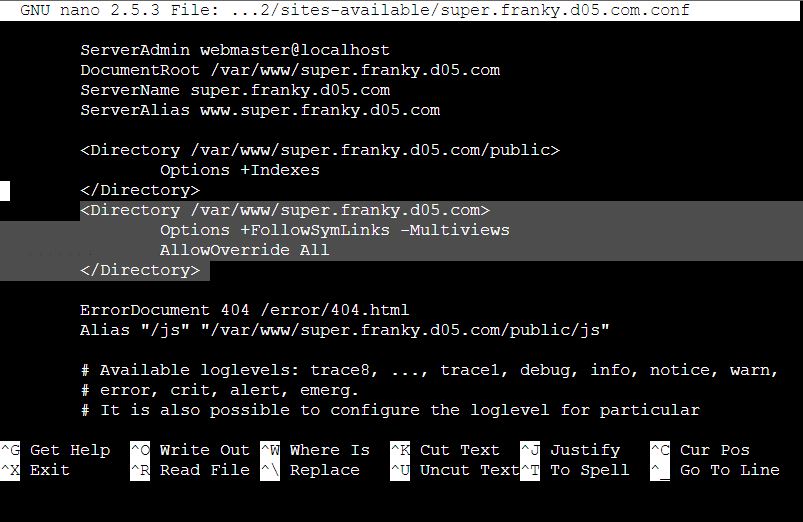 GNU nano 2.5.3 File: ...2/sites-available/super.franky.d05.com.conf
ServerAdmin webmaster@localhost
DocumentRoot /var/www/super.franky.d05.com
ServerName super.franky.d05.com
ServerAlias www.super.franky.d05.com
<Directory /var/www/super.franky.d05.com/public>
Options +Indexes
</Directory>
<Directory /var/www/super.franky.d05.com>
Options +FollowSymLinks -Multiviews
AllowOverride All
</Directory>
ErrorDocument 404 /error/404.html
Alias "/js" "/var/www/super.franky.d05.com/public/js"
# Available loglevels: trace8, ..., trace1, debug, info, notice, warn,
# error, crit, alert, emerg.
# It is also possible to configure the loglevel for particular
^G Get Help ^O Write Out ^W Where Is ^K Cut Text ^J Justify ^C Cur Pos
^X Exit ^R Read File ^\ Replace ^U Uncut Text ^T To Spell ^_ Go To Line